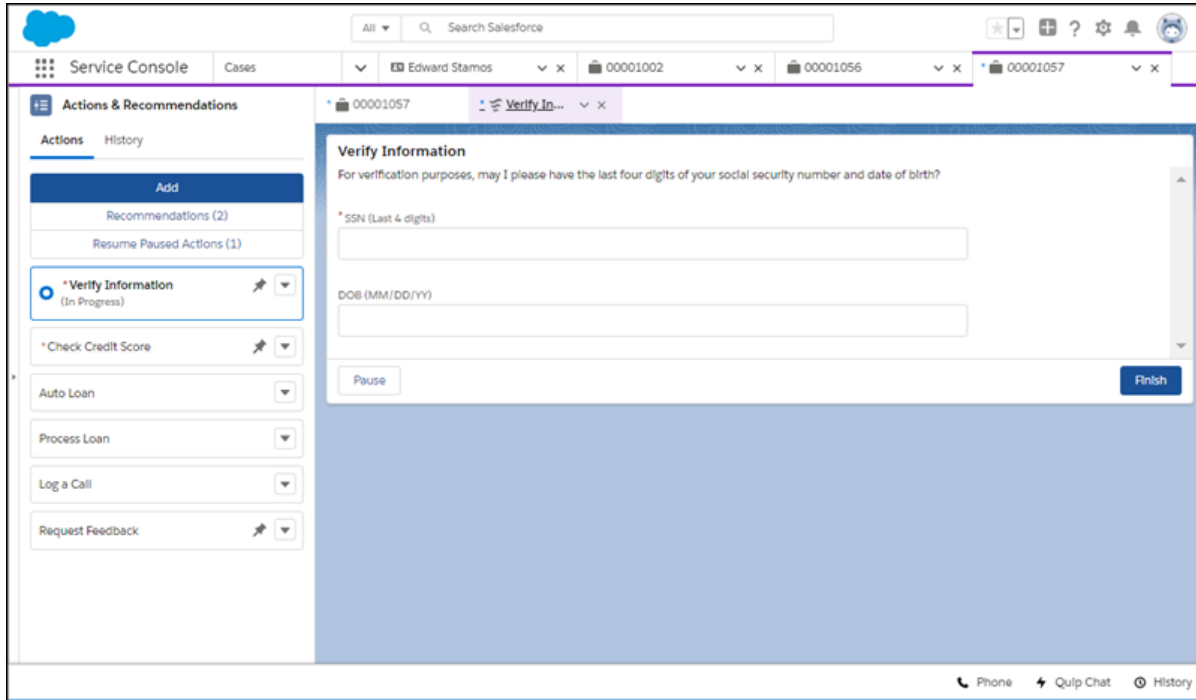 All Search Salesforce
Service Console Cases Edward Stamos 00001002 00001056 * 00001057
Actions & Recommendations
* 00001057 * Verify In...
Actions History
Verify Information
For verification purposes, may I please have the last four digits of your social security number and date of birth?
Add
Recommendations (2)
Resume Paused Actions (1)
* SSN (Last 4 digits)
* Verify Information
(In Progress)
DOB (MM/DD/YY)
* Check Credit Score
Pause Finish
Auto Loan
Process Loan
Log a Call
Request Feedback
Phone Quip Chat History